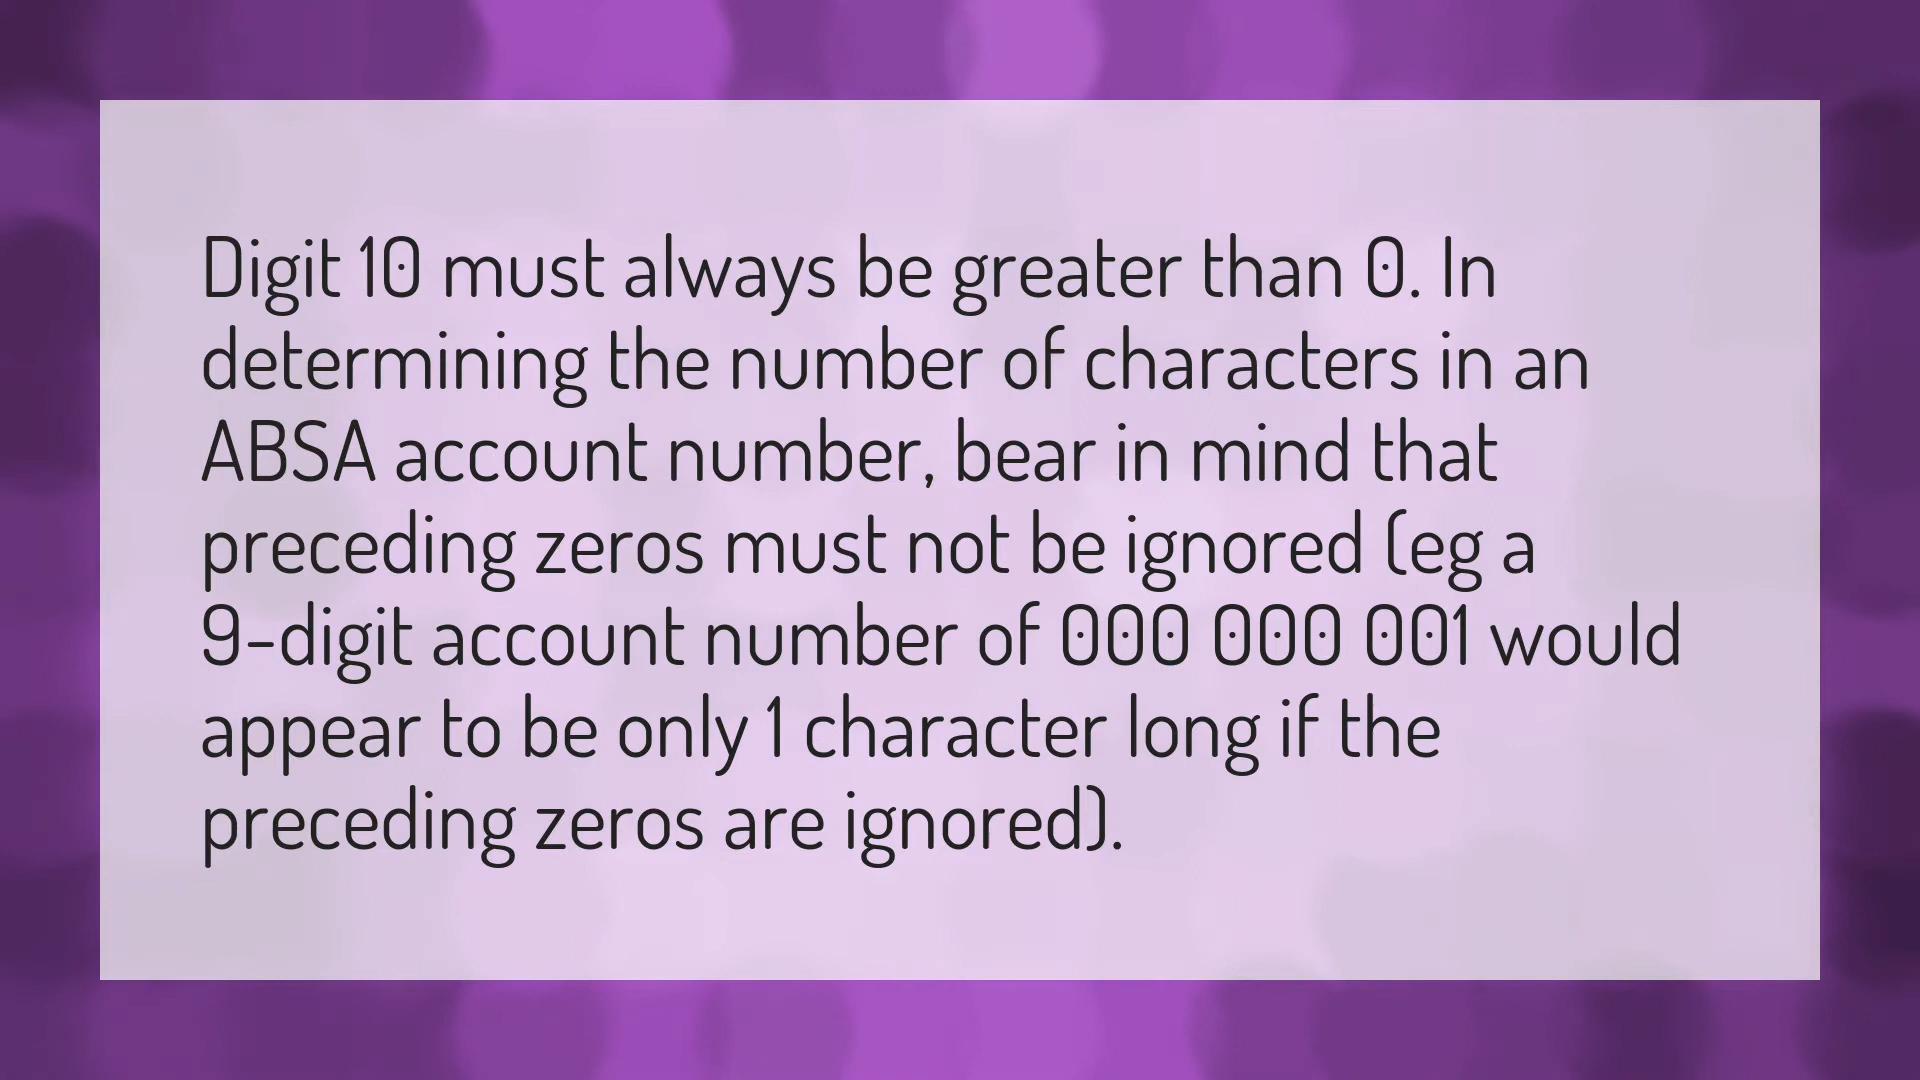 Digit 10 must always be greater than 0. In
determining the number of characters in an
ABSA account number, bear in mind that
preceding zeros must not be ignored (eg a
9-digit account number of 000 000 001 would
appear to be only 1 character long if the
preceding zeros are ignored).